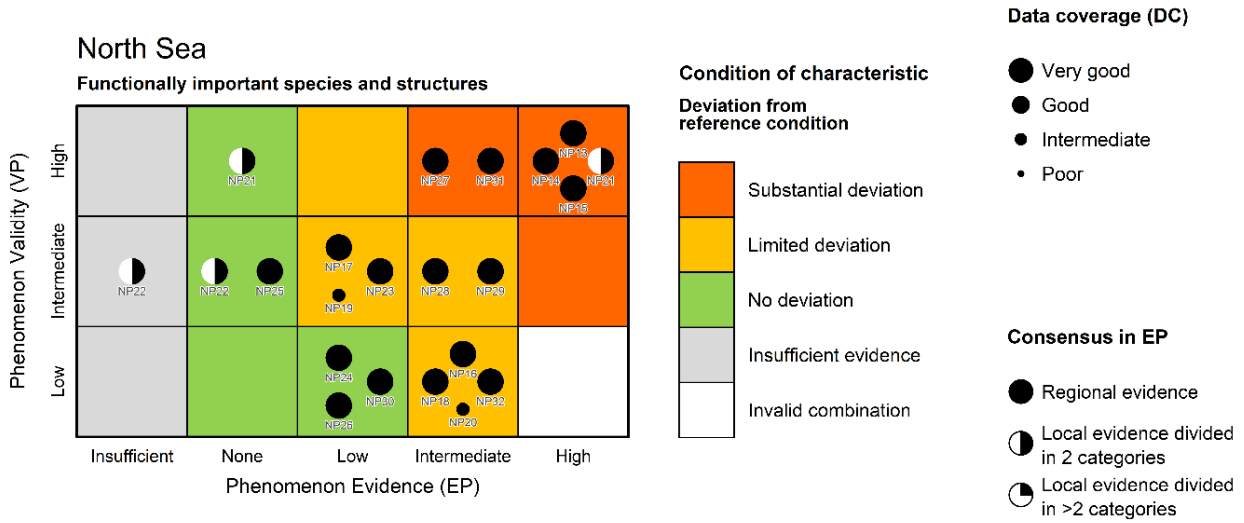 North Sea
Functionally important species and structures
Phenomenon Validity (VP)
High
Intermediate
Low
NP21
NP27
NP31
NP13
NP14
NP21
NP15
NP22
NP22
NP25
NP17
NP23
NP19
NP28
NP29
NP24
NP30
NP26
NP16
NP18
NP32
NP20
Insufficient
None
Low
Intermediate
High
Phenomenon Evidence (EP)
Condition of characteristic
Deviation from
reference condition
Substantial deviation
Limited deviation
No deviation
Insufficient evidence
Invalid combination
Data coverage (DC)
Very good
Good
Intermediate
Poor
Consensus in EP
Regional evidence
Local evidence divided
in 2 categories
Local evidence divided
in >2 categories